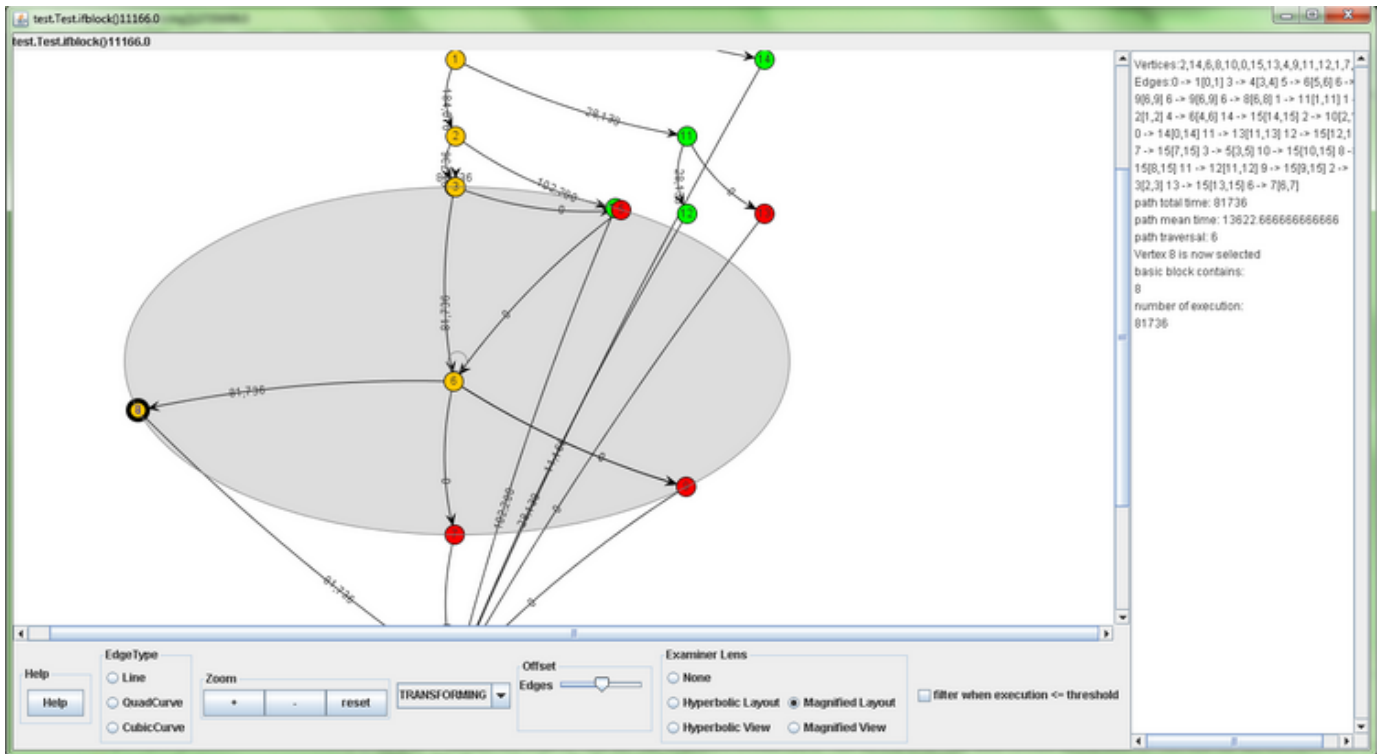 test.Test.ifblock()11166.0
test.Test.ifblock()11166.0
1
14
28,139
2
11
3
102,200
0
28,139
0
12
13
81,736
0
6
81,736
8
0
0
102,200
28,139
0
81,736
0
Vertices:2,14,6,8,10,0,15,13,4,9,11,12,1,7,
Edges:0 -> 1[0,1] 3 -> 4[3,4] 5 -> 6[5,6] 6 ->
9[6,9] 6 -> 9[6,9] 6 -> 8[6,8] 1 -> 11[1,11] 1 -
2[1,2] 4 -> 6[4,6] 14 -> 15[14,15] 2 -> 10[2,
0 -> 14[0,14] 11 -> 13[11,13] 12 -> 15[12,1
7 -> 15[7,15] 3 -> 5[3,5] 10 -> 15[10,15] 8 -
15[8,15] 11 -> 12[11,12] 9 -> 15[9,15] 2 ->
3[2,3] 13 -> 15[13,15] 6 -> 7[6,7]
path total time: 81736
path mean time: 13622.666666666666
path traversal: 6
Vertex 8 is now selected
basic block contains:
8
number of execution:
81736
Help
Help
EdgeType
Line
QuadCurve
CubicCurve
Zoom
+ - reset
TRANSFORMING
Offset
Edges
Examiner Lens
None
Hyperbolic Layout Magnified Layout
Hyperbolic View Magnified View
filter when execution <= threshold